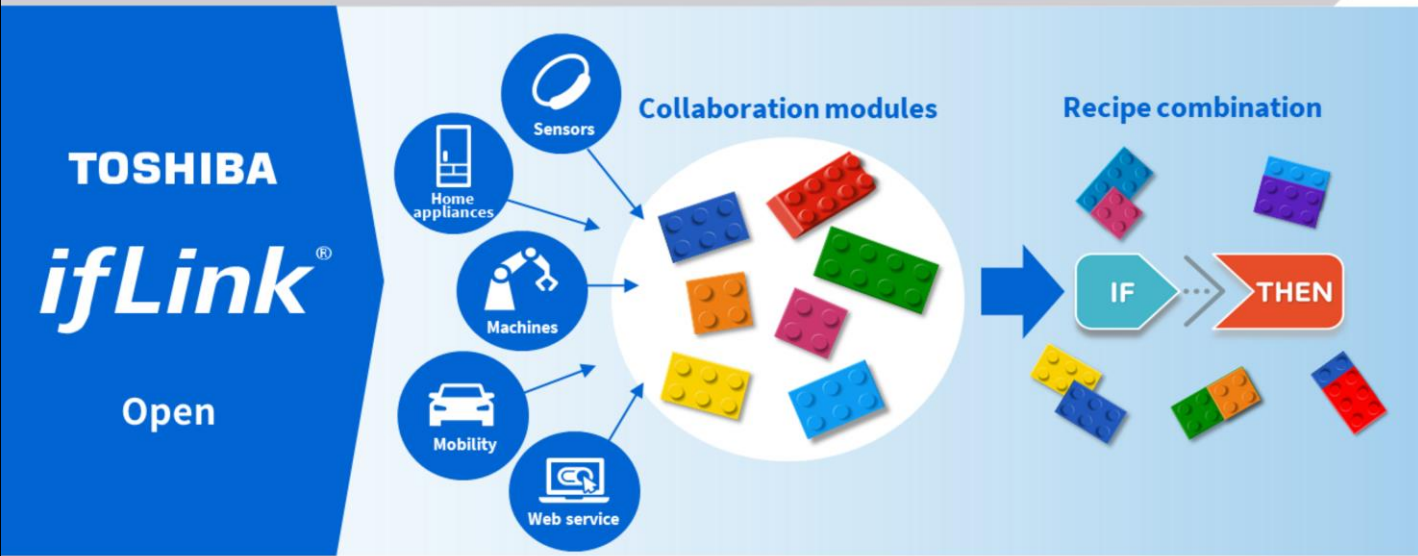 TOSHIBA
ifLink®
Open
Sensors
Home
appliances
Machines
Mobility
Web service
Collaboration modules
Recipe combination
IF
THEN